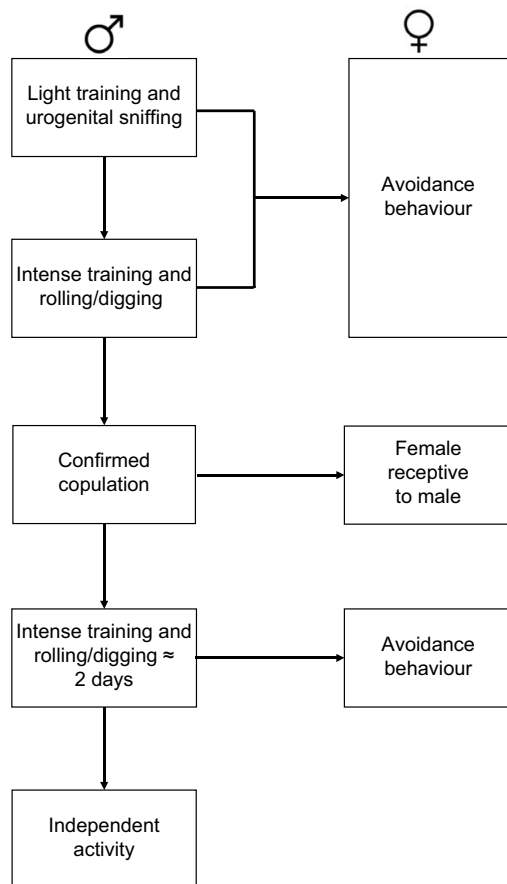 ♂
♀
Light training and
urogenital sniffing
Avoidance
behaviour
Intense training and
rolling/digging
Confirmed
copulation
Female
receptive
to male
Intense training and
rolling/digging ≈
2 days
Avoidance
behaviour
Independent
activity